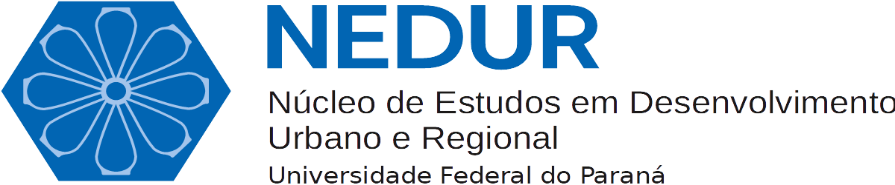 NEDUR
Núcleo de Estudos em Desenvolvimento
Urbano e Regional
Universidade Federal do Paraná